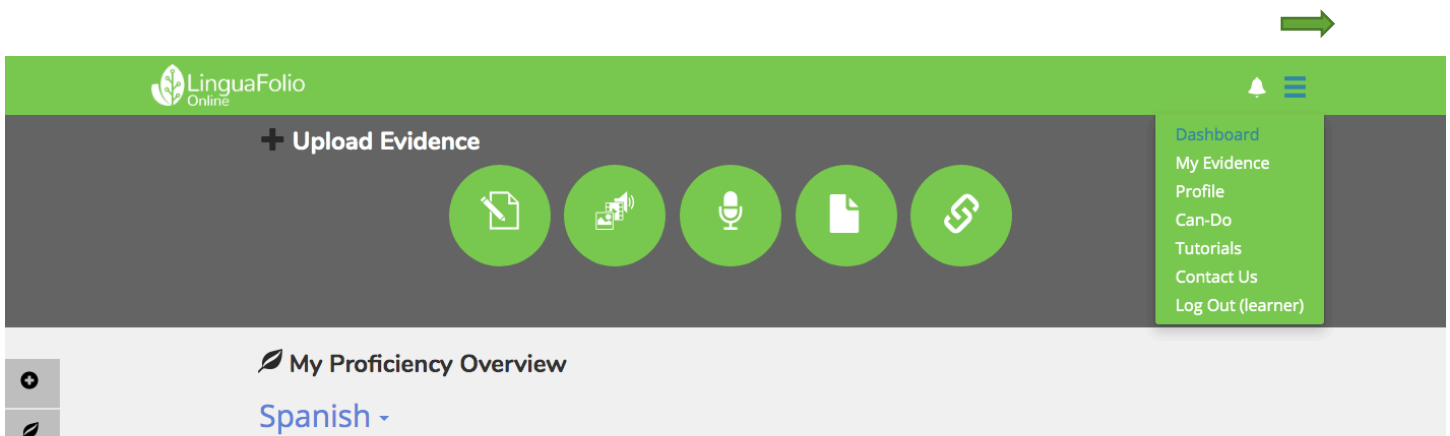 LinguaFolio
Online
Upload Evidence
Dashboard
My Evidence
Profile
Can-Do
Tutorials
Contact Us
Log Out (learner)
My Proficiency Overview
Spanish